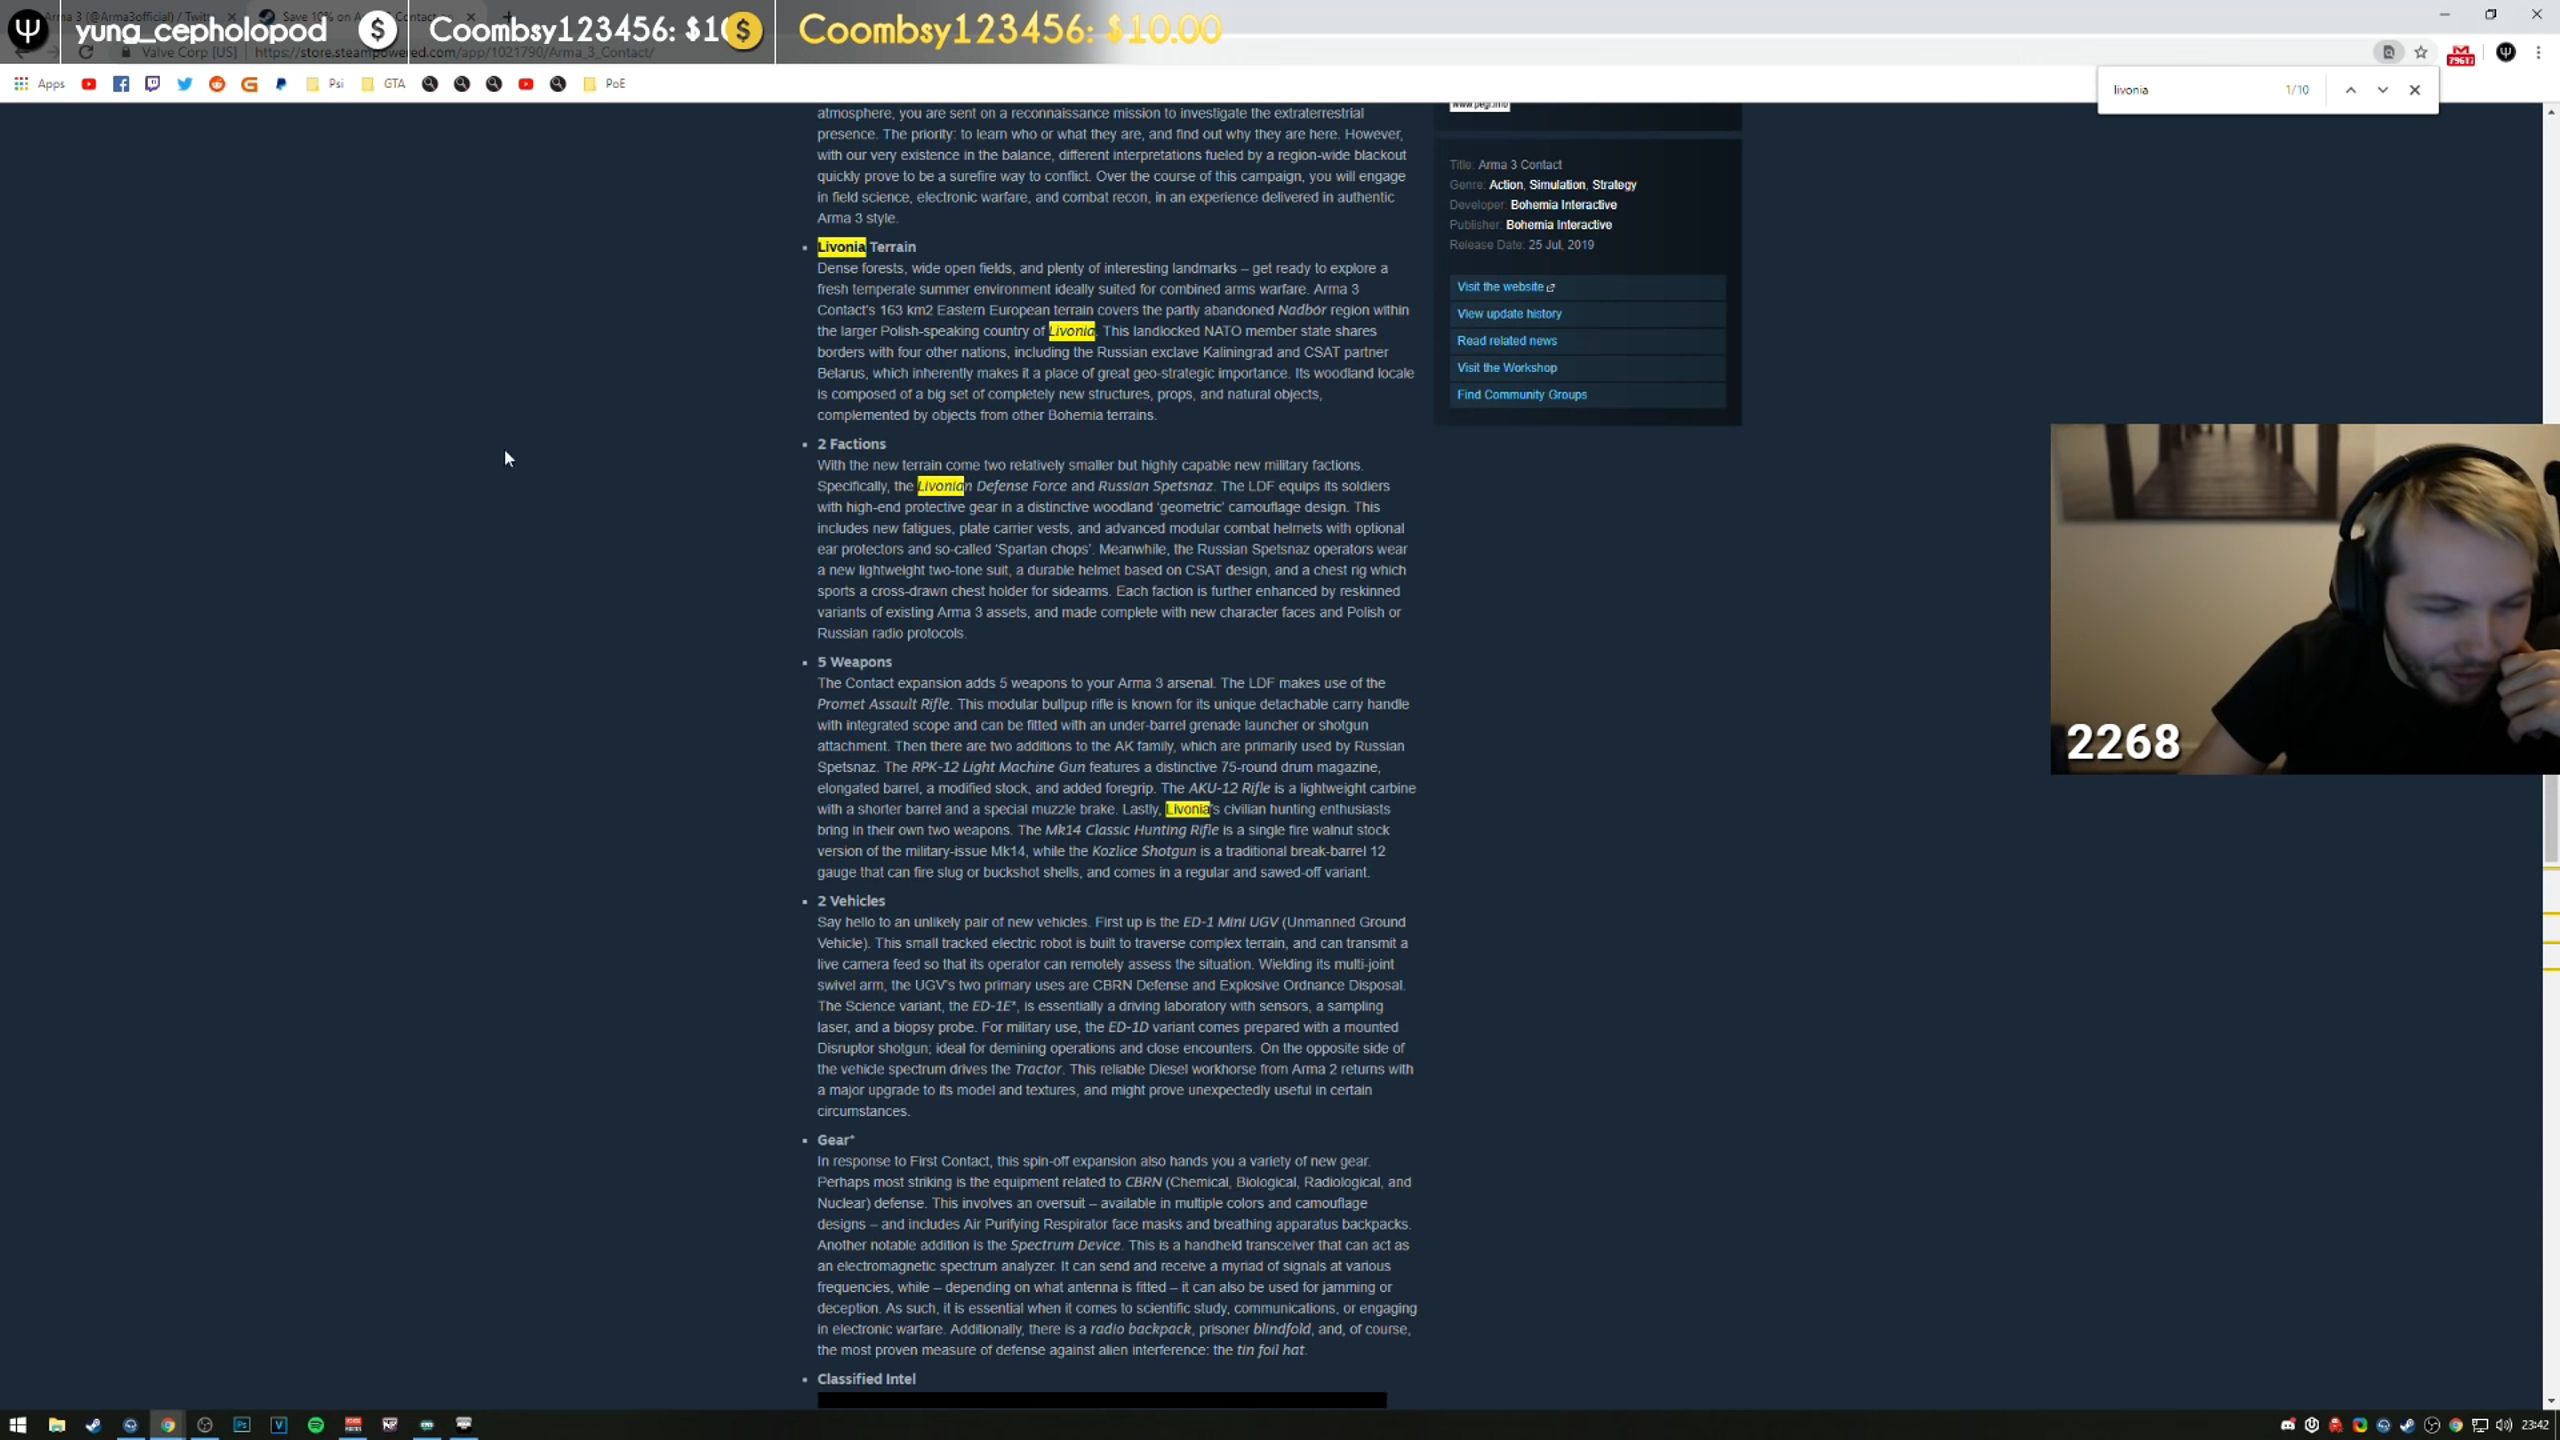 yung_cepholopod
Coombsy123456: $1
Coombsy123456: $10.00
Arma 3 (@Arma3official) / Twitt
Save 10% on A 3 Contact
Valve Corp [US] https://store.steampowered.com/app/1021790/Arma_3_Contact/
79617
Apps
Psi
GTA
PoE
livonia 1/10
atmosphere, you are sent on a reconnaissance mission to investigate the extraterrestrial
presence. The priority: to learn who or what they are, and find out why they are here. However,
with our very existence in the balance, different interpretations fueled by a region-wide blackout
quickly prove to be a surefire way to conflict. Over the course of this campaign, you will engage
in field science, electronic warfare, and combat recon, in an experience delivered in authentic
Arma 3 style.
Livonia Terrain
Dense forests, wide open fields, and plenty of interesting landmarks – get ready to explore a
fresh temperate summer environment ideally suited for combined arms warfare. Arma 3
Contact's 163 km2 Eastern European terrain covers the partly abandoned Nadbór region within
the larger Polish-speaking country of Livonia. This landlocked NATO member state shares
borders with four other nations, including the Russian exclave Kaliningrad and CSAT partner
Belarus, which inherently makes it a place of great geo-strategic importance. Its woodland locale
is composed of a big set of completely new structures, props, and natural objects,
complemented by objects from other Bohemia terrains.
2 Factions
With the new terrain come two relatively smaller but highly capable new military factions.
Specifically, the Livonian Defense Force and Russian Spetsnaz. The LDF equips its soldiers
with high-end protective gear in a distinctive woodland 'geometric' camouflage design. This
includes new fatigues, plate carrier vests, and advanced modular combat helmets with optional
ear protectors and so-called 'Spartan chops'. Meanwhile, the Russian Spetsnaz operators wear
a new lightweight two-tone suit, a durable helmet based on CSAT design, and a chest rig which
sports a cross-drawn chest holder for sidearms. Each faction is further enhanced by reskinned
variants of existing Arma 3 assets, and made complete with new character faces and Polish or
Russian radio protocols.
5 Weapons
The Contact expansion adds 5 weapons to your Arma 3 arsenal. The LDF makes use of the
Promet Assault Rifle. This modular bullpup rifle is known for its unique detachable carry handle
with integrated scope and can be fitted with an under-barrel grenade launcher or shotgun
attachment. Then there are two additions to the AK family, which are primarily used by Russian
Spetsnaz. The RPK-12 Light Machine Gun features a distinctive 75-round drum magazine,
elongated barrel, a modified stock, and added foregrip. The AKU-12 Rifle is a lightweight carbine
with a shorter barrel and a special muzzle brake. Lastly, Livonia's civilian hunting enthusiasts
bring in their own two weapons. The Mk14 Classic Hunting Rifle is a single fire walnut stock
version of the military-issue Mk14, while the Kozlice Shotgun is a traditional break-barrel 12
gauge that can fire slug or buckshot shells, and comes in a regular and sawed-off variant.
2 Vehicles
Say hello to an unlikely pair of new vehicles. First up is the ED-1 Mini UGV (Unmanned Ground
Vehicle). This small tracked electric robot is built to traverse complex terrain, and can transmit a
live camera feed so that its operator can remotely assess the situation. Wielding its multi-joint
swivel arm, the UGV's two primary uses are CBRN Defense and Explosive Ordnance Disposal.
The Science variant, the ED-1E*, is essentially a driving laboratory with sensors, a sampling
laser, and a biopsy probe. For military use, the ED-1D variant comes prepared with a mounted
Disruptor shotgun; ideal for demining operations and close encounters. On the opposite side of
the vehicle spectrum drives the Tractor. This reliable Diesel workhorse from Arma 2 returns with
a major upgrade to its model and textures, and might prove unexpectedly useful in certain
circumstances.
Gear*
In response to First Contact, this spin-off expansion also hands you a variety of new gear.
Perhaps most striking is the equipment related to CBRN (Chemical, Biological, Radiological, and
Nuclear) defense. This involves an oversuit – available in multiple colors and camouflage
designs – and includes Air Purifying Respirator face masks and breathing apparatus backpacks.
Another notable addition is the Spectrum Device. This is a handheld transceiver that can act as
an electromagnetic spectrum analyzer. It can send and receive a myriad of signals at various
frequencies, while – depending on what antenna is fitted – it can also be used for jamming or
deception. As such, it is essential when it comes to scientific study, communications, or engaging
in electronic warfare. Additionally, there is a radio backpack, prisoner blindfold, and, of course,
the most proven measure of defense against alien interference: the tin foil hat.
Classified Intel
www.pegi.info
Title: Arma 3 Contact
Genre: Action, Simulation, Strategy
Developer: Bohemia Interactive
Publisher: Bohemia Interactive
Release Date: 25 Jul, 2019
Visit the website
View update history
Read related news
Visit the Workshop
Find Community Groups
2268
23:42